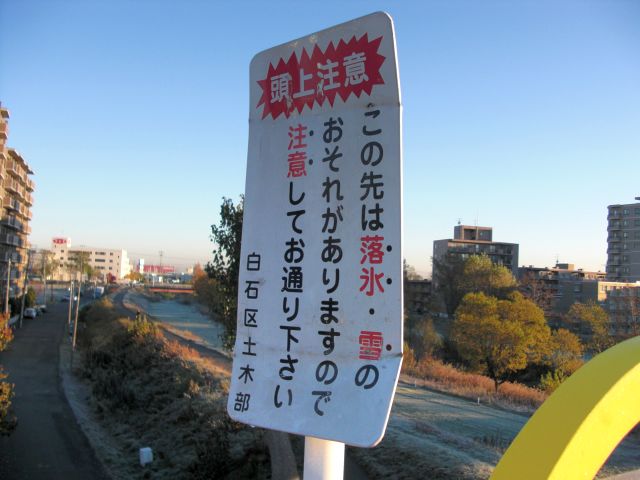 頭上注意
この先は落氷・雪の
おそれがありますので
注意してお通り下さい
白石区土木部